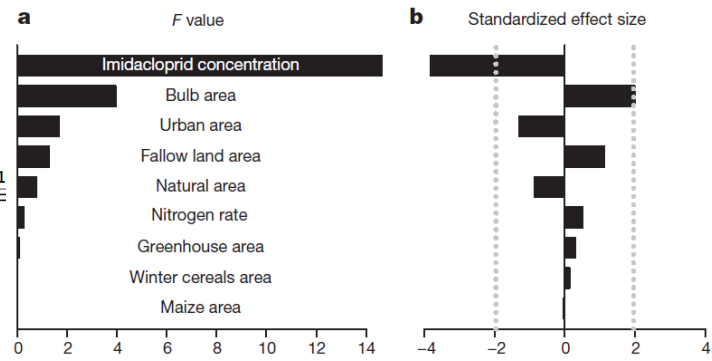 a
F value
b
Standardized effect size
Imidacloprid concentration
Bulb area
Urban area
Fallow land area
Natural area
Nitrogen rate
Greenhouse area
Winter cereals area
Maize area
1
0 2 4 6 8 10 12 14
–4 –2 0 2 4